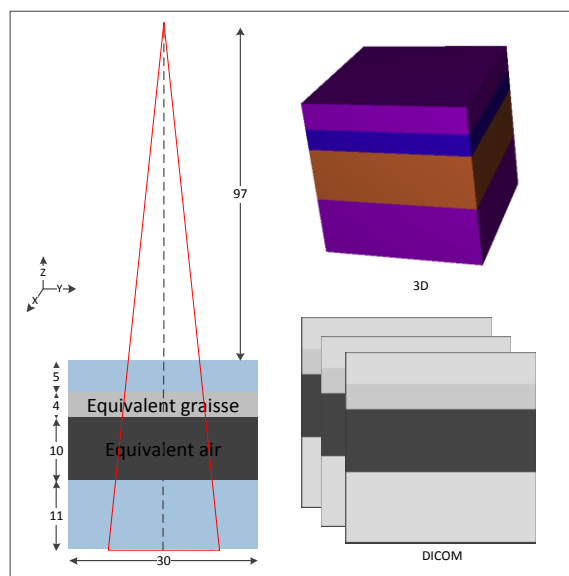 97
3D
Z
Y
X
5
4
Equivalent graisse
10
Equivalent air
11
30
DICOM